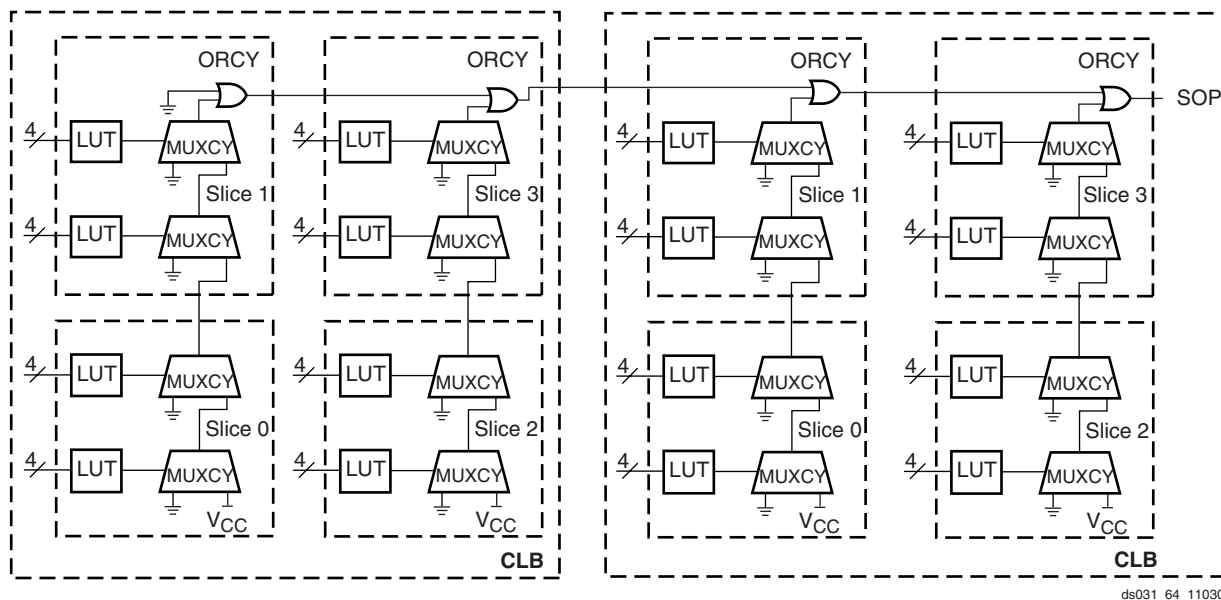 ORCY ORCY ORCY ORCY
SOP
4 LUT MUXCY 4 LUT MUXCY 4 LUT MUXCY 4 LUT MUXCY
Slice 1 Slice 3 Slice 1 Slice 3
4 LUT MUXCY 4 LUT MUXCY 4 LUT MUXCY 4 LUT MUXCY
4 LUT MUXCY 4 LUT MUXCY 4 LUT MUXCY 4 LUT MUXCY
Slice 0 Slice 2 Slice 0 Slice 2
4 LUT MUXCY 4 LUT MUXCY 4 LUT MUXCY 4 LUT MUXCY
VCC VCC VCC VCC
CLB CLB
ds031_64_11030